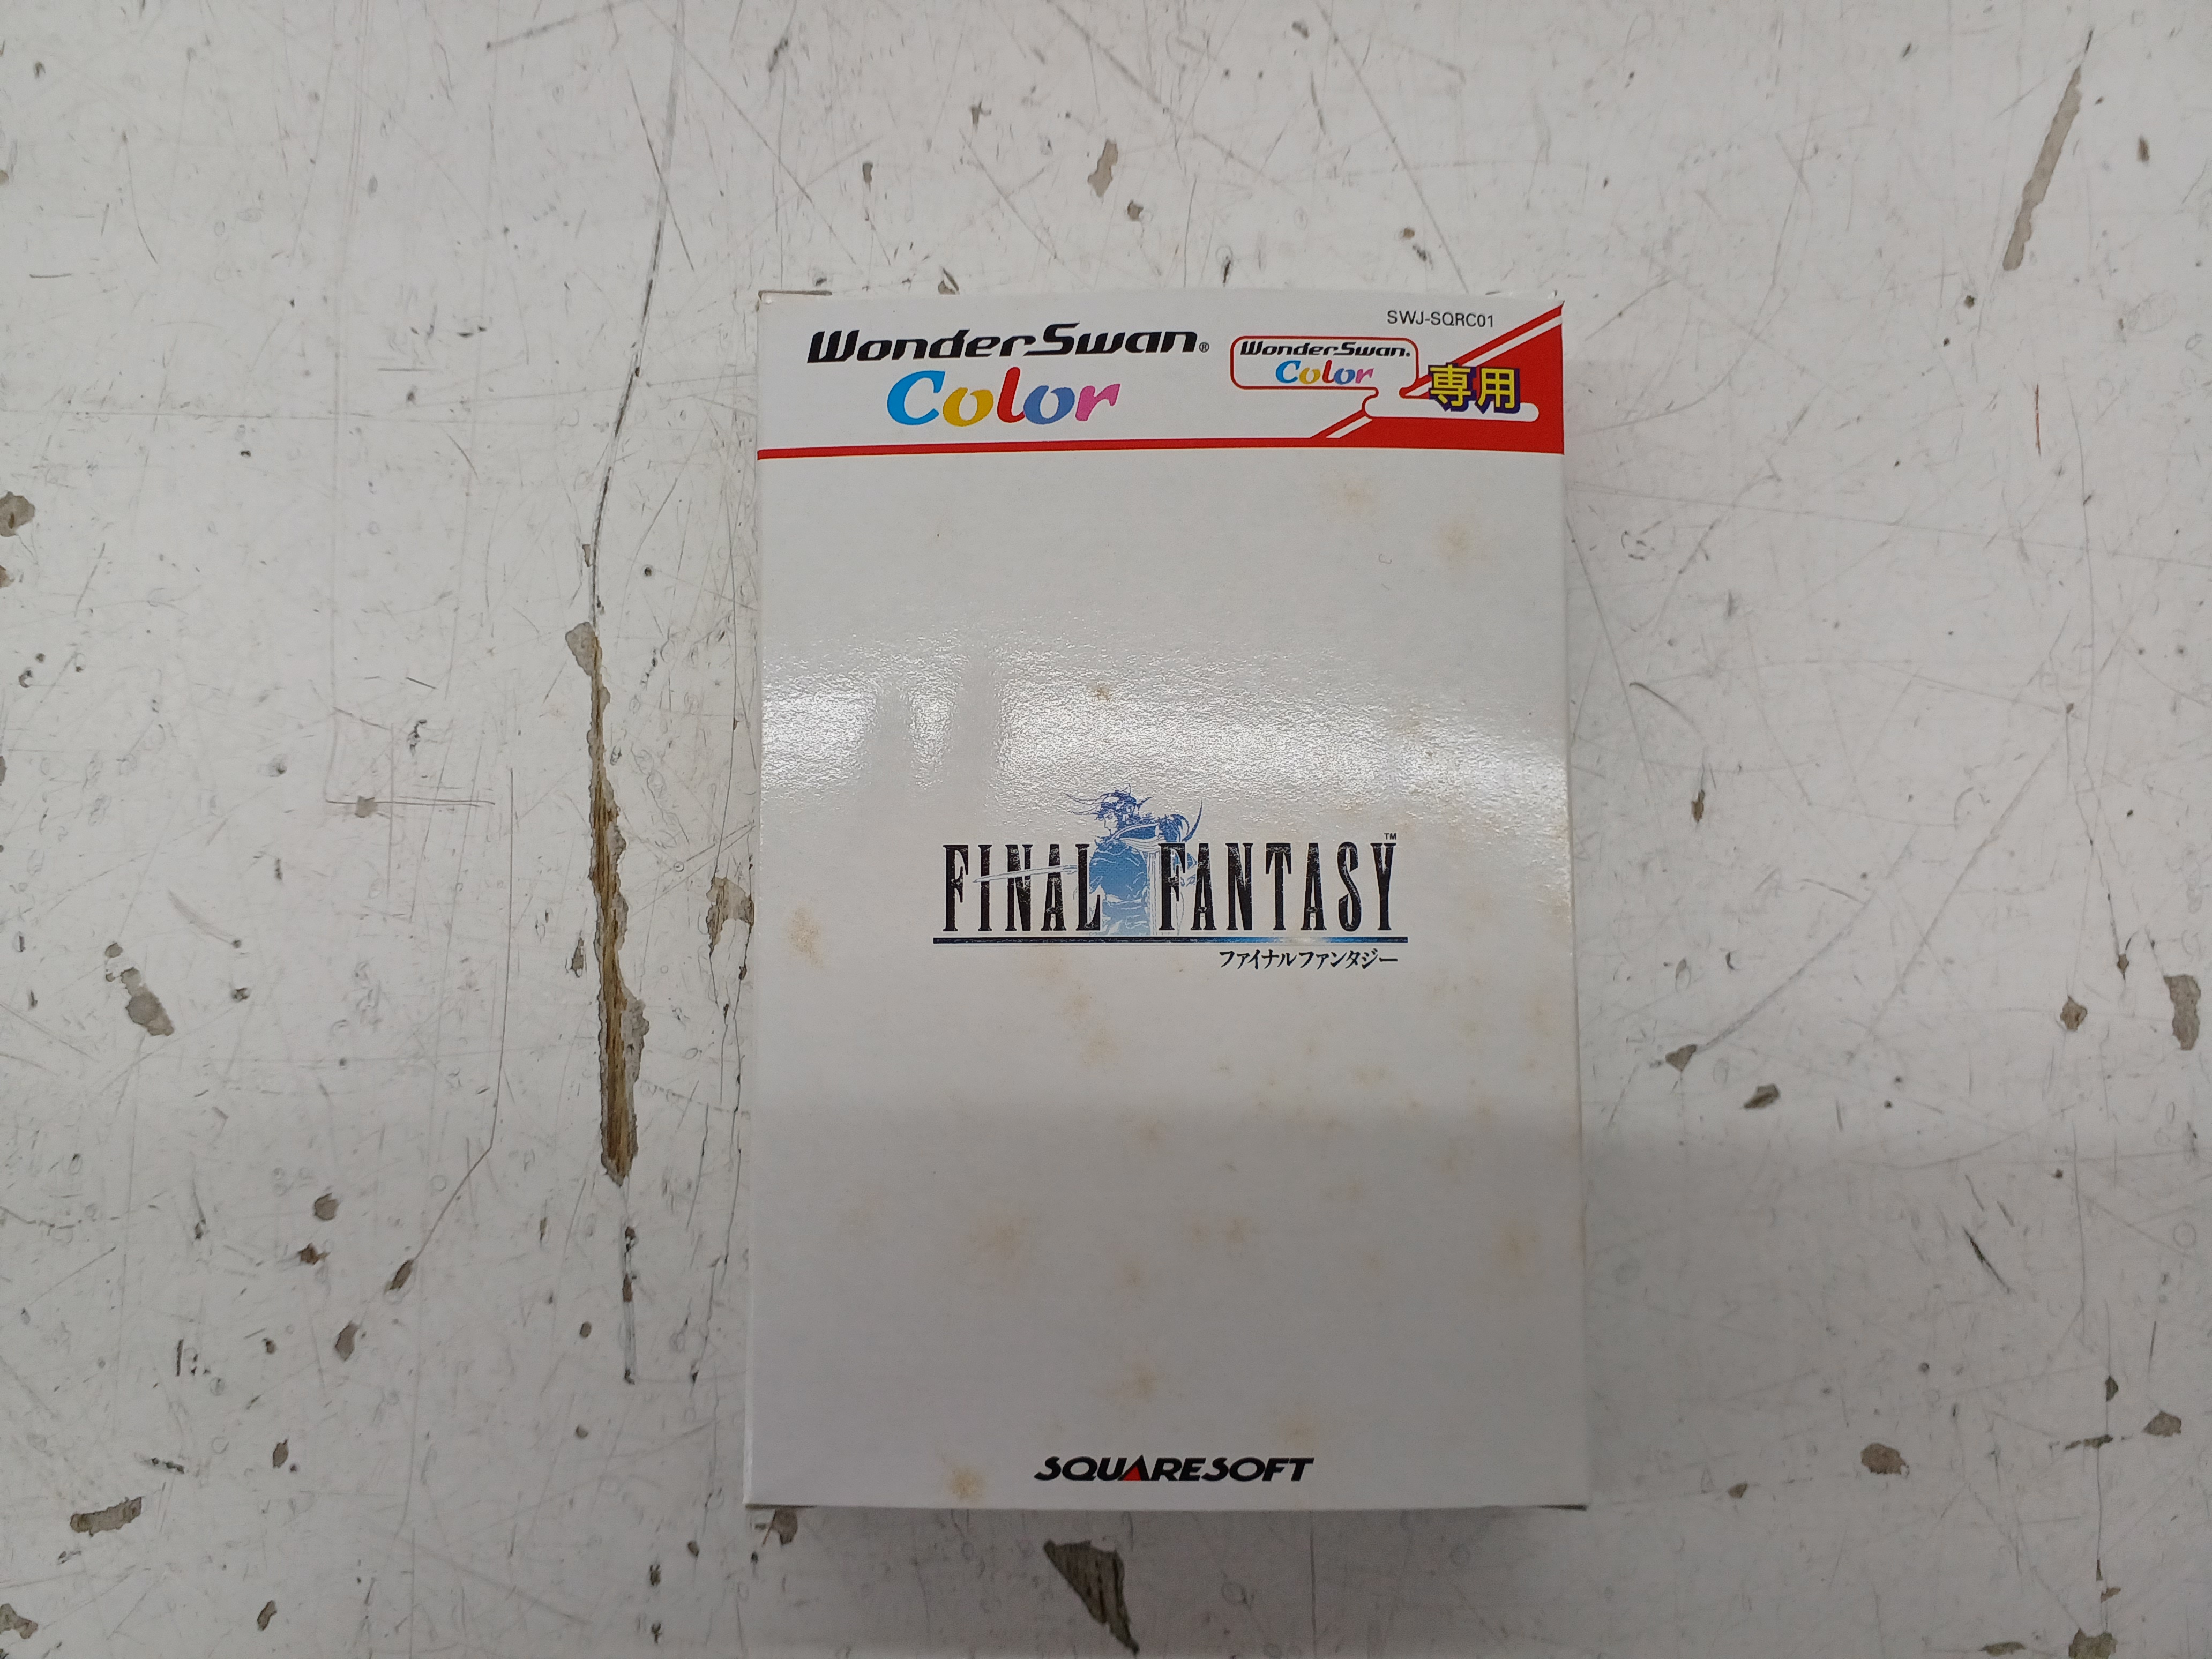 SWJ-SQRC01
WonderSwan®
Color
WonderSwan®
Color
専用
FINAL FANTASY™
ファイナルファンタジー
SQUARESOFT